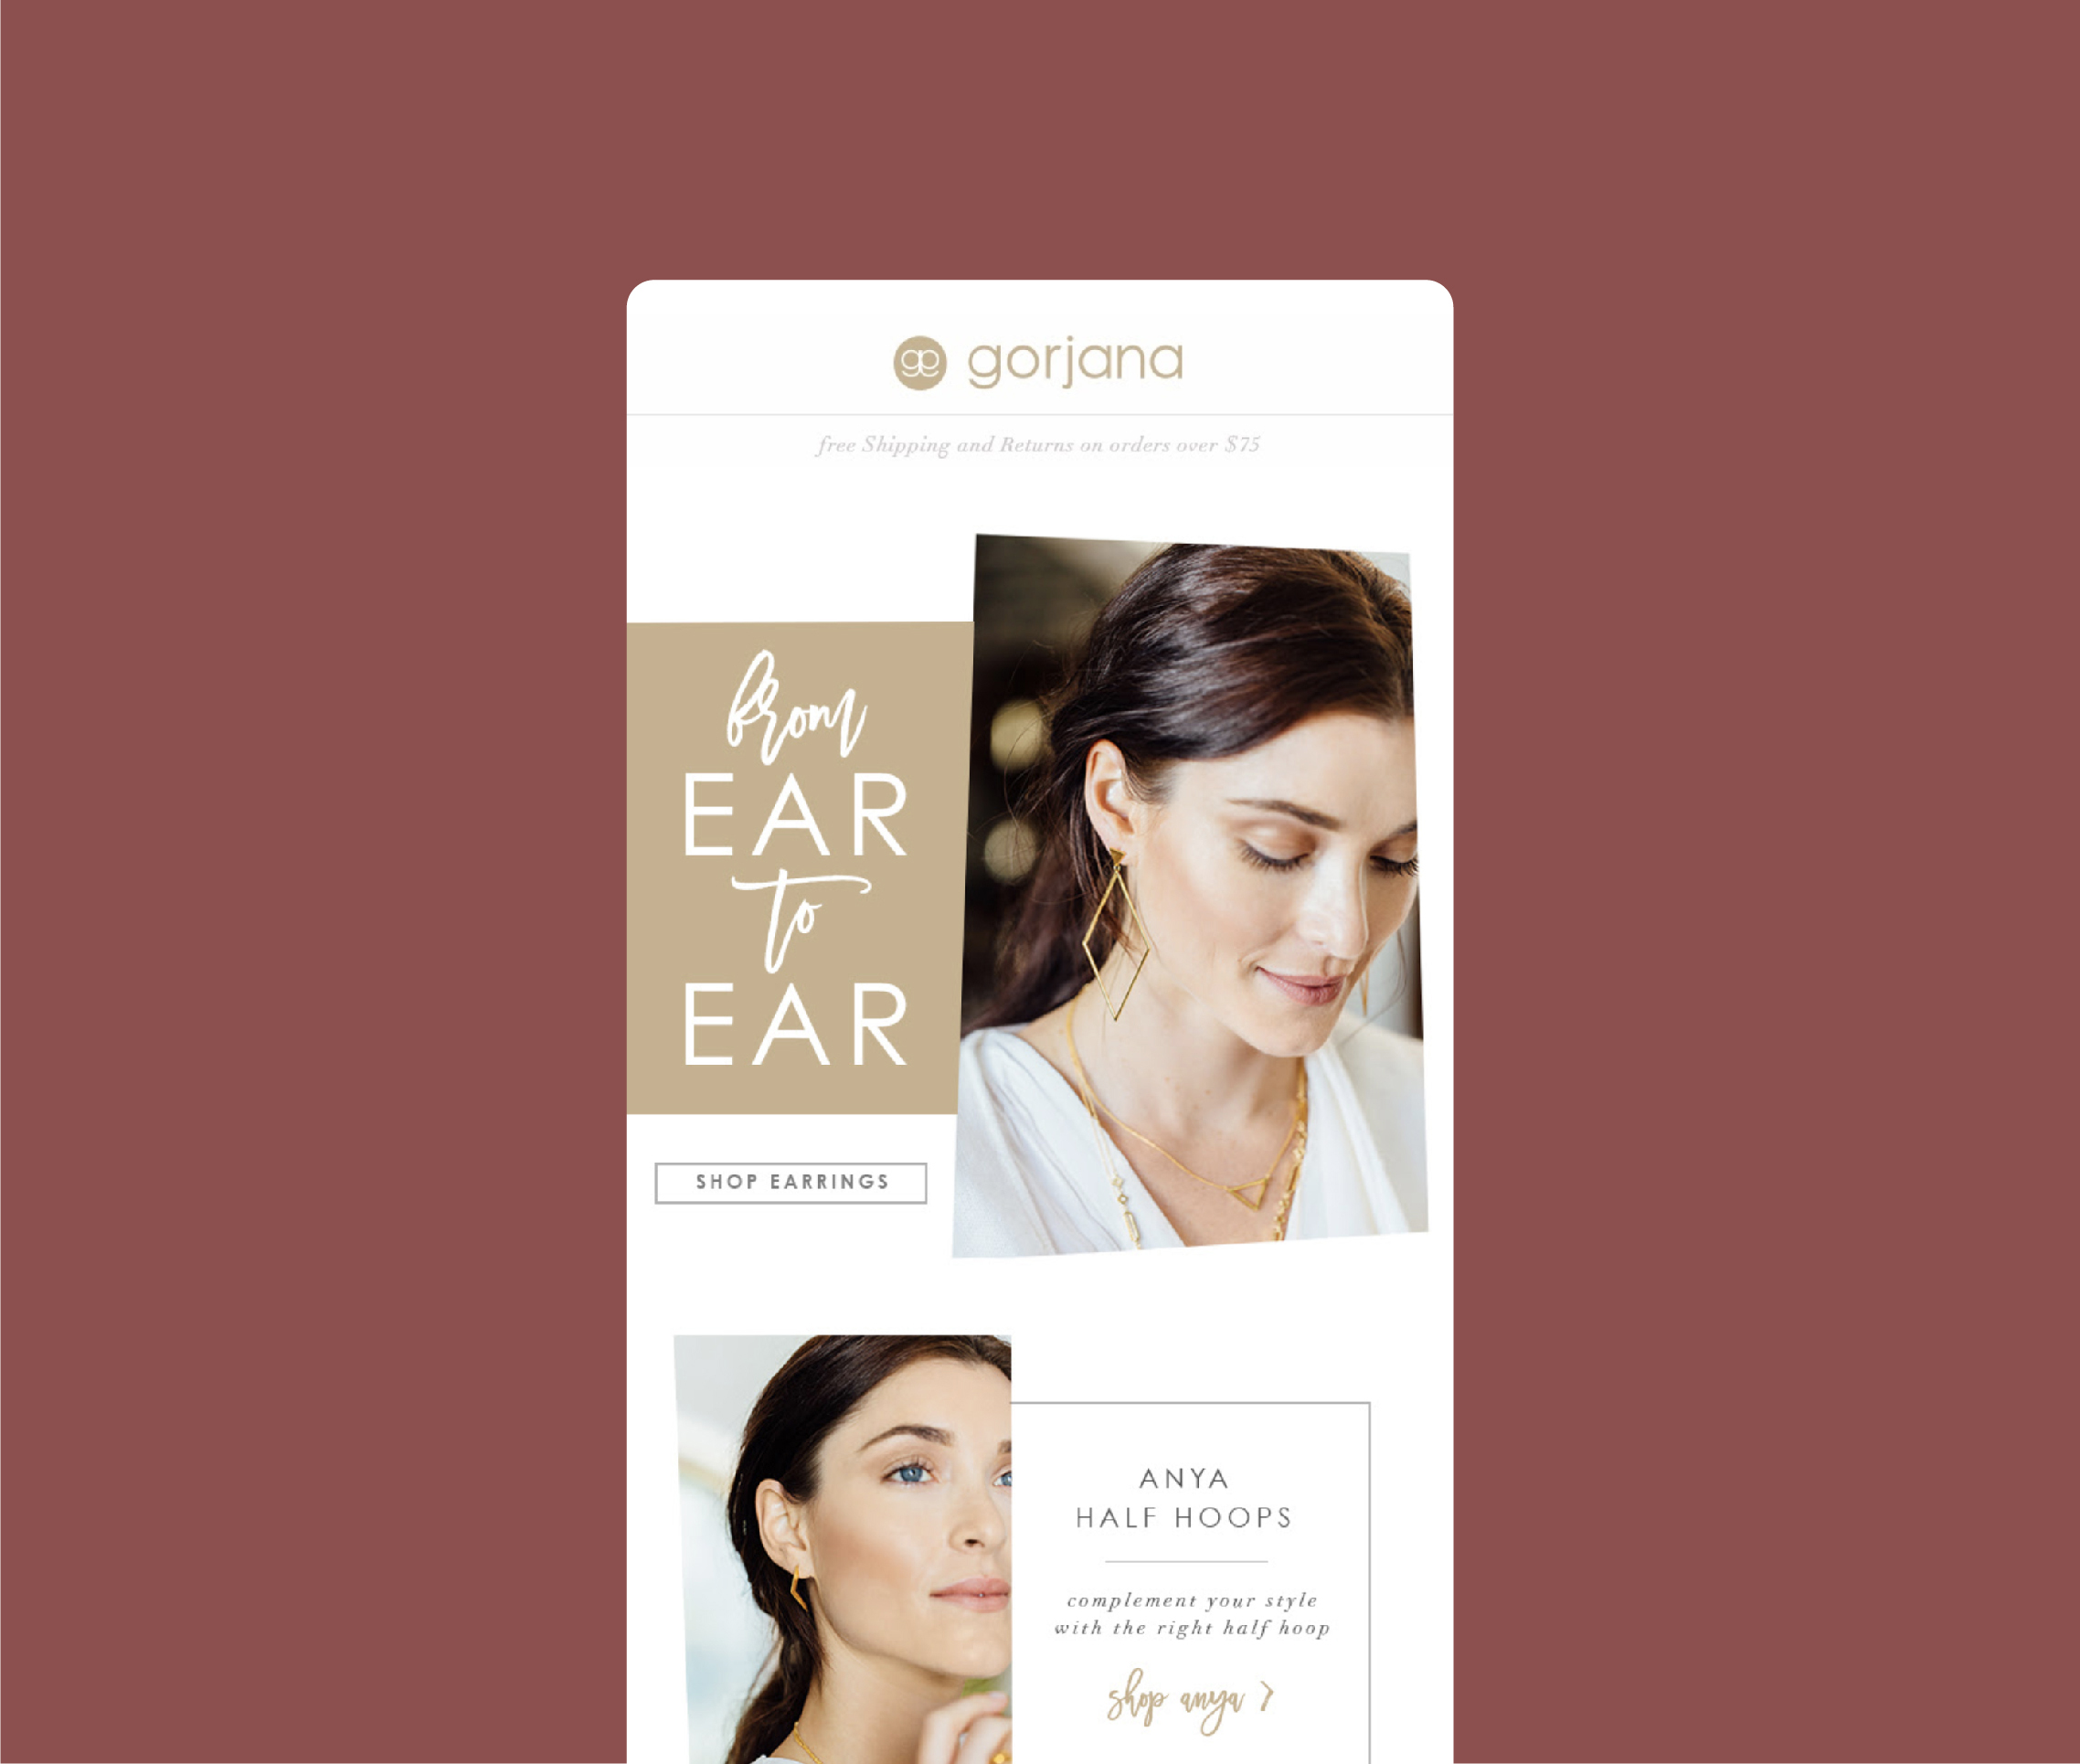 gorjana
free Shipping and Returns on orders over $75
from
EAR
to
EAR
SHOP EARRINGS
ANYA
HALF HOOPS
complement your style
with the right half hoop
shop anya >